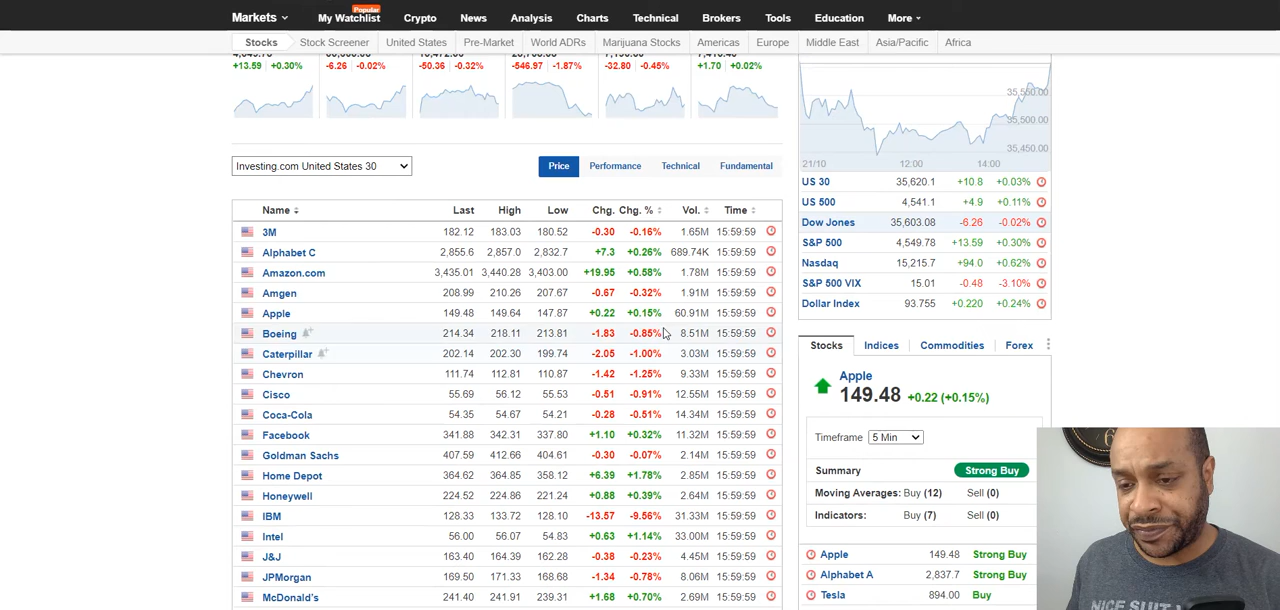 Markets My Watchlist Popular Crypto News Analysis Charts Technical Brokers Tools Education More
Stocks Stock Screener United States Pre-Market World ADRs Marijuana Stocks Americas Europe Middle East Asia/Pacific Africa
+13.59 +0.30% -6.26 -0.02% -50.36 -0.32% -546.97 -1.87% -32.80 -0.45% +1.70 +0.02%
35,550.00
35,500.00
35,450.00
21/10 12:00 14:00
Investing.com United States 30 Price Performance Technical Fundamental
Name Last High Low Chg. Chg. % Vol. Time
3M 182.12 183.03 180.52 -0.30 -0.16% 1.65M 15:59:59
Alphabet C 2,855.6 2,857.0 2,832.7 +7.3 +0.26% 689.74K 15:59:59
Amazon.com 3,435.01 3,440.28 3,403.00 +19.95 +0.58% 1.78M 15:59:59
Amgen 208.99 210.26 207.67 -0.67 -0.32% 1.91M 15:59:59
Apple 149.48 149.64 147.87 +0.22 +0.15% 60.91M 15:59:59
Boeing 214.34 218.11 213.81 -1.83 -0.85% 8.51M 15:59:59
Caterpillar 202.14 202.30 199.74 -2.05 -1.00% 3.03M 15:59:59
Chevron 111.74 112.81 110.87 -1.42 -1.25% 9.33M 15:59:59
Cisco 55.69 56.12 55.53 -0.51 -0.91% 12.55M 15:59:59
Coca-Cola 54.35 54.67 54.21 -0.28 -0.51% 14.34M 15:59:59
Facebook 341.88 342.31 337.80 +1.10 +0.32% 11.32M 15:59:59
Goldman Sachs 407.59 412.66 404.61 -0.30 -0.07% 2.14M 15:59:59
Home Depot 364.62 364.85 358.12 +6.39 +1.78% 2.85M 15:59:59
Honeywell 224.52 224.86 221.24 +0.88 +0.39% 2.64M 15:59:59
IBM 128.33 133.72 128.10 -13.57 -9.56% 31.33M 15:59:59
Intel 56.00 56.07 54.83 +0.63 +1.14% 33.00M 15:59:59
J&J 163.40 164.39 162.28 -0.38 -0.23% 4.45M 15:59:59
JPMorgan 169.50 171.33 168.68 -1.34 -0.78% 8.06M 15:59:59
McDonald's 241.40 241.91 239.31 +1.68 +0.70% 2.69M 15:59:59
US 30 35,620.1 +10.8 +0.03%
US 500 4,541.1 +4.9 +0.11%
Dow Jones 35,603.08 -6.26 -0.02%
S&P 500 4,549.78 +13.59 +0.30%
Nasdaq 15,215.7 +94.0 +0.62%
S&P 500 VIX 15.01 -0.48 -3.10%
Dollar Index 93.755 +0.220 +0.24%
Stocks Indices Commodities Forex
Apple
149.48 +0.22 (+0.15%)
Timeframe 5 Min
Summary Strong Buy
Moving Averages: Buy (12) Sell (0)
Indicators: Buy (7) Sell (0)
Apple 149.48 Strong Buy
Alphabet A 2,837.7 Strong Buy
Tesla 894.00 Buy
NICE SUIT